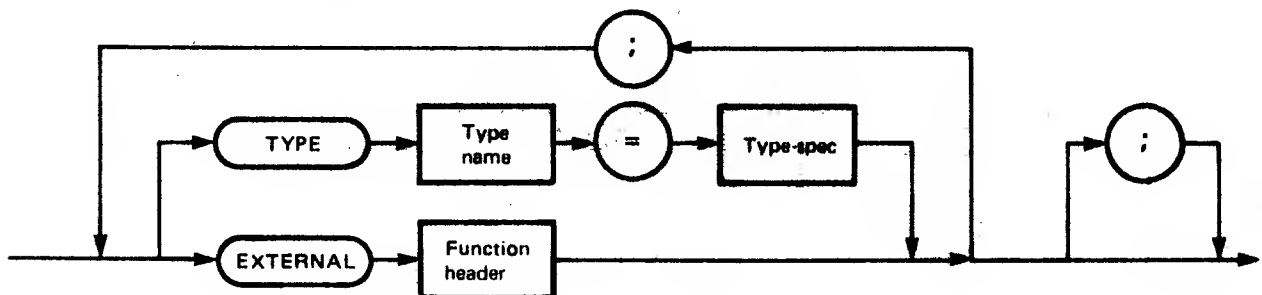 ;
TYPE
Type
name
=
Type-spec
;
EXTERNAL
Function
header